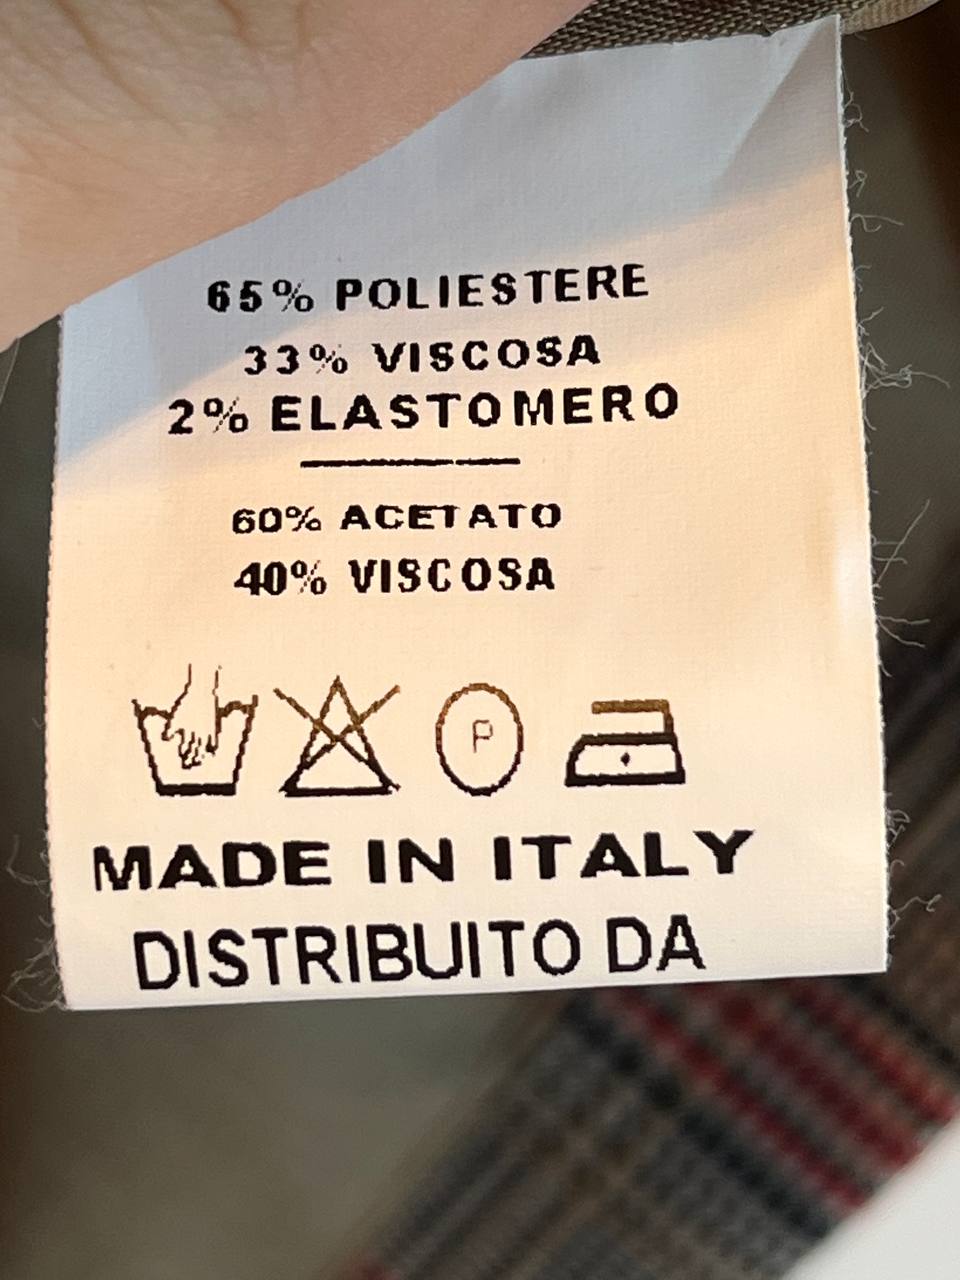 65% POLIESTERE
33% VISCOSA
2% ELASTOMERO
60% ACETATO
40% VISCOSA
P
MADE IN ITALY
DISTRIBUITO DA